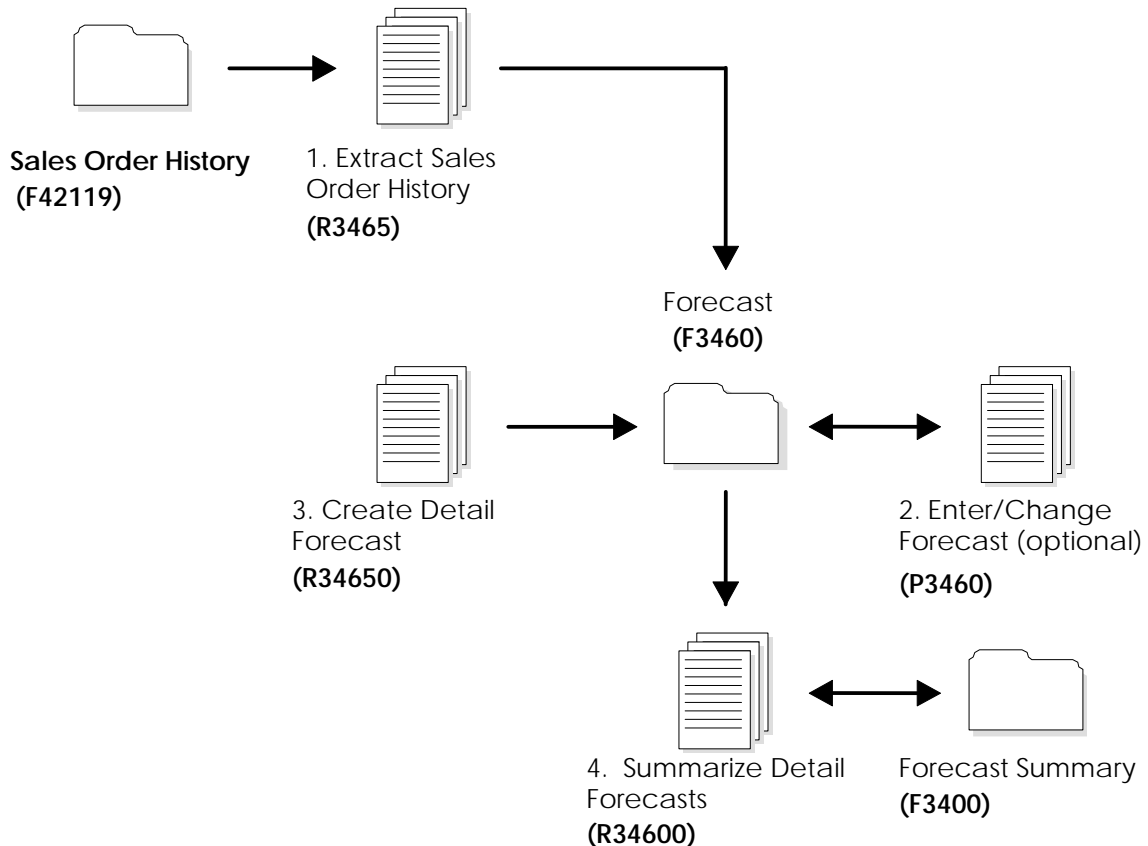 Sales Order History
(F42119)
1. Extract Sales
Order History
(R3465)
Forecast
(F3460)
3. Create Detail
Forecast
(R34650)
2. Enter/Change
Forecast (optional)
(P3460)
4. Summarize Detail
Forecasts
(R34600)
Forecast Summary
(F3400)